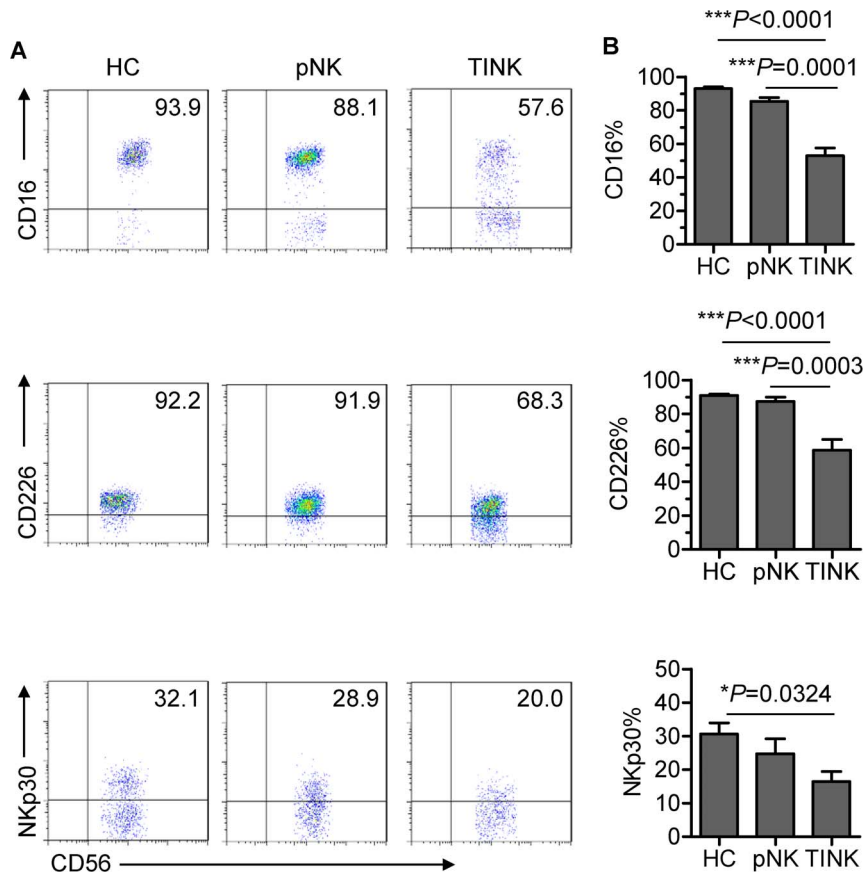 A
HC pNK TINK
CD16
93.9 88.1 57.6
CD226
92.2 91.9 68.3
NKp30
32.1 28.9 20.0
CD56
B
***P<0.0001
***P=0.0001
CD16%
100
80
60
40
20
0
HC pNK TINK
***P<0.0001
***P=0.0003
CD226%
100
80
60
40
20
0
HC pNK TINK
*P=0.0324
NKp30%
50
40
30
20
10
0
HC pNK TINK